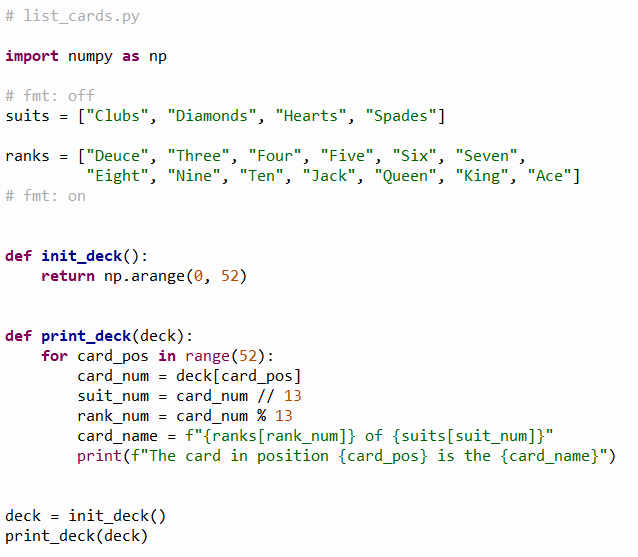 # list_cards.py
import numpy as np
# fmt: off
suits = ["Clubs", "Diamonds", "Hearts", "Spades"]
ranks = ["Deuce", "Three", "Four", "Five", "Six", "Seven",
         "Eight", "Nine", "Ten", "Jack", "Queen", "King", "Ace"]
# fmt: on
def init_deck():
    return np.arange(0, 52)
def print_deck(deck):
    for card_pos in range(52):
        card_num = deck[card_pos]
        suit_num = card_num // 13
        rank_num = card_num % 13
        card_name = f"{ranks[rank_num]} of {suits[suit_num]}"
        print(f"The card in position {card_pos} is the {card_name}")
deck = init_deck()
print_deck(deck)